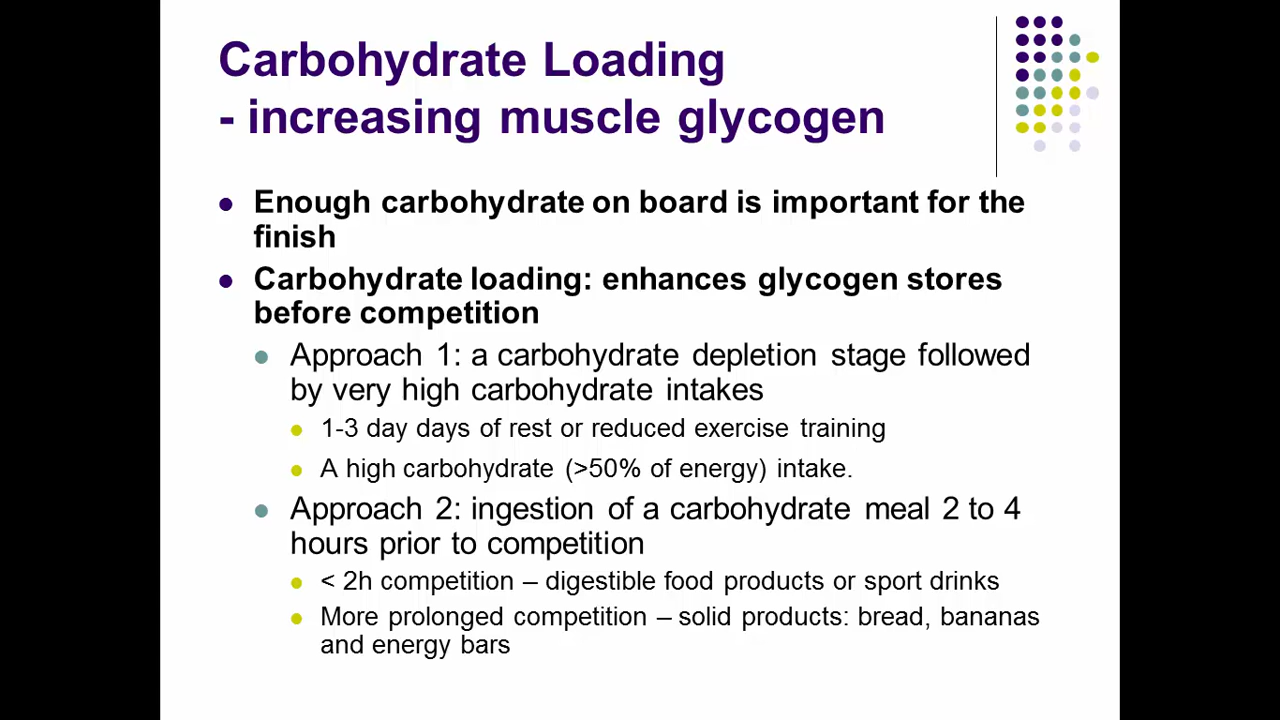 Carbohydrate Loading
- increasing muscle glycogen
Enough carbohydrate on board is important for the
finish
Carbohydrate loading: enhances glycogen stores
before competition
Approach 1: a carbohydrate depletion stage followed
by very high carbohydrate intakes
1-3 day days of rest or reduced exercise training
A high carbohydrate (>50% of energy) intake.
Approach 2: ingestion of a carbohydrate meal 2 to 4
hours prior to competition
< 2h competition – digestible food products or sport drinks
More prolonged competition – solid products: bread, bananas
and energy bars